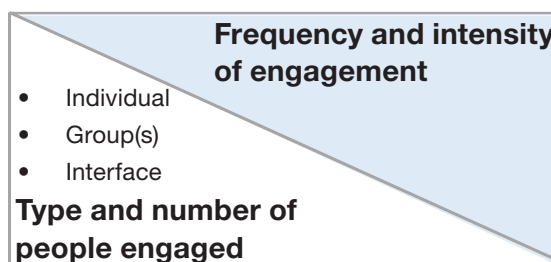 Frequency and intensity
of engagement
• Individual
• Group(s)
• Interface
Type and number of
people engaged